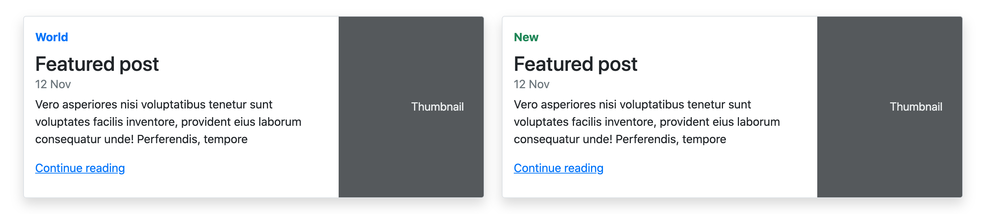 World
Featured post
12 Nov
Vero asperiores nisi voluptatibus tenetur sunt
voluptates facilis inventore, provident eius laborum
consequatur unde! Perferendis, tempore
Continue reading
Thumbnail
New
Featured post
12 Nov
Vero asperiores nisi voluptatibus tenetur sunt
voluptates facilis inventore, provident eius laborum
consequatur unde! Perferendis, tempore
Continue reading
Thumbnail